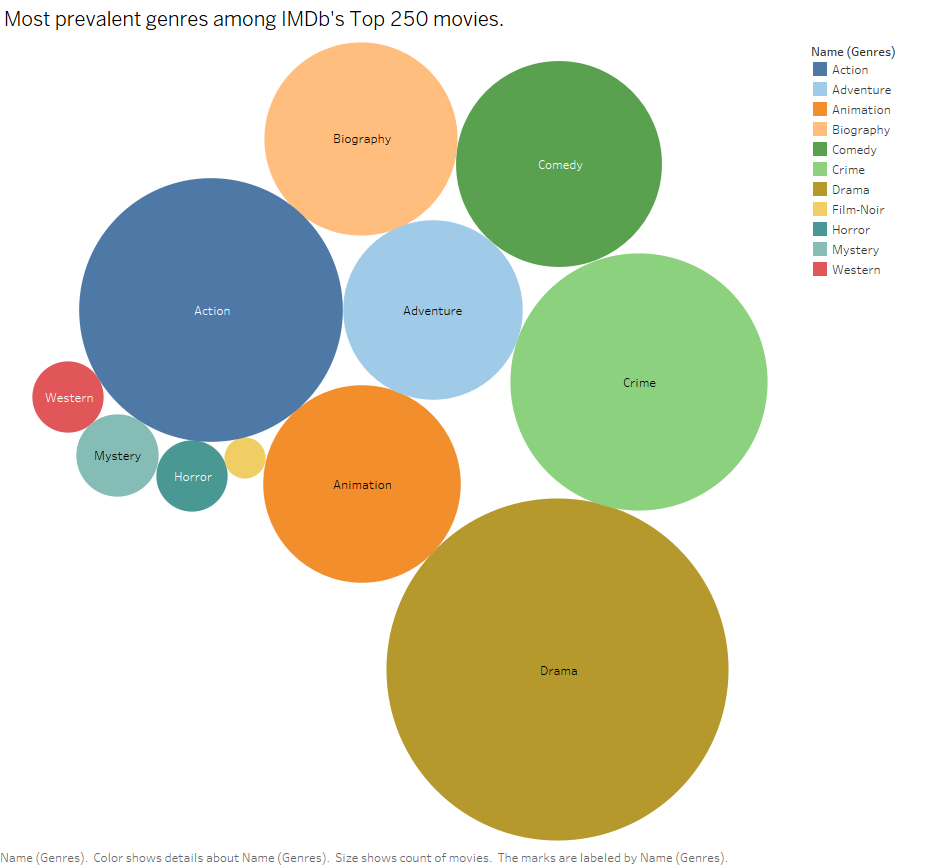 Most prevalent genres among IMDb's Top 250 movies.
Name (Genres)
Action
Adventure
Animation
Biography
Comedy
Crime
Drama
Film-Noir
Horror
Mystery
Western
Biography
Comedy
Action
Adventure
Crime
Western
Mystery
Horror
Animation
Drama
Name (Genres). Color shows details about Name (Genres). Size shows count of movies. The marks are labeled by Name (Genres).